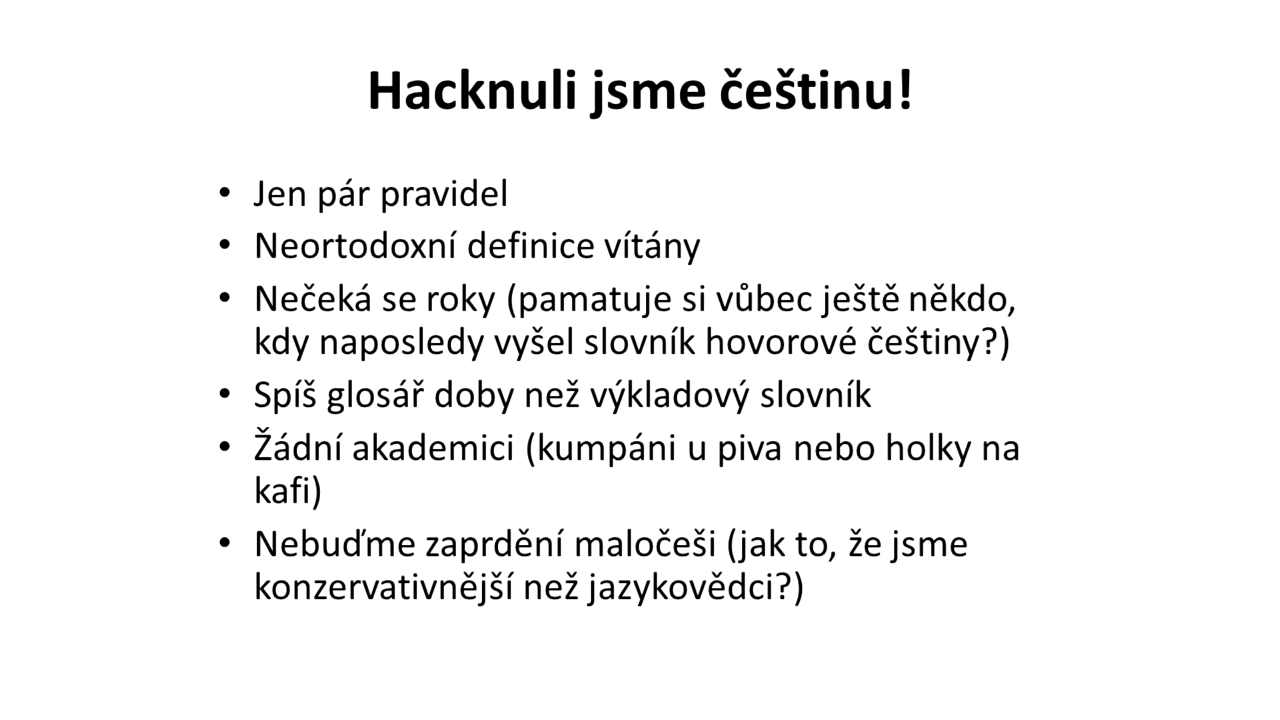 Hacknuli jsme češtinu!
• Jen pár pravidel
• Neortodoxní definice vítány
• Nečeká se roky (pamatuje si vůbec ještě někdo,
kdy naposledy vyšel slovník hovorové češtiny?)
• Spíš glosář doby než výkladový slovník
• Žádní akademici (kumpáni u piva nebo holky na
kafi)
• Nebuďme zaprdění maločeši (jak to, že jsme
konzervativnější než jazykovědci?)